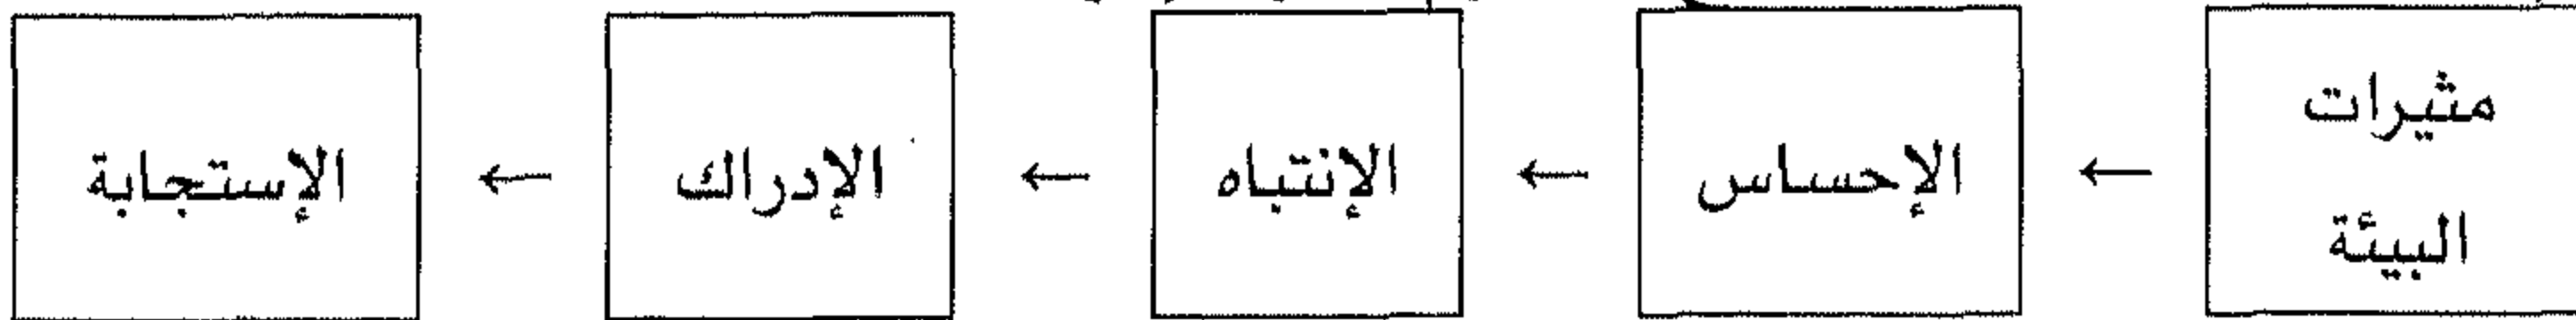 مثيرات
البيئة
←
الإحساس
←
الإنتباه
←
الإدراك
←
الإستجابة